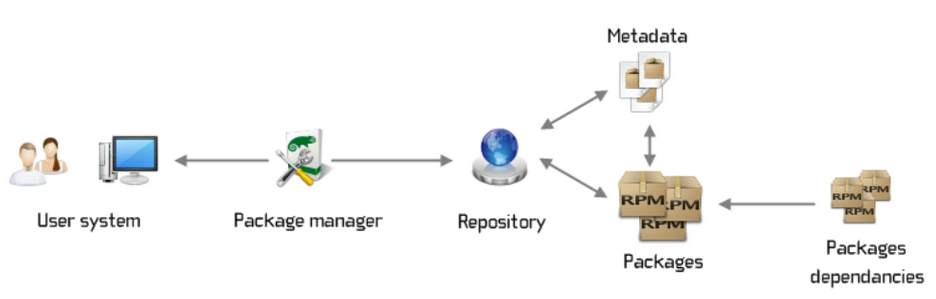 Metadata
User system
Package manager
Repository
RPM
RPM
RPM
Packages
RPM
RPM
RPM
Packages
dependancies